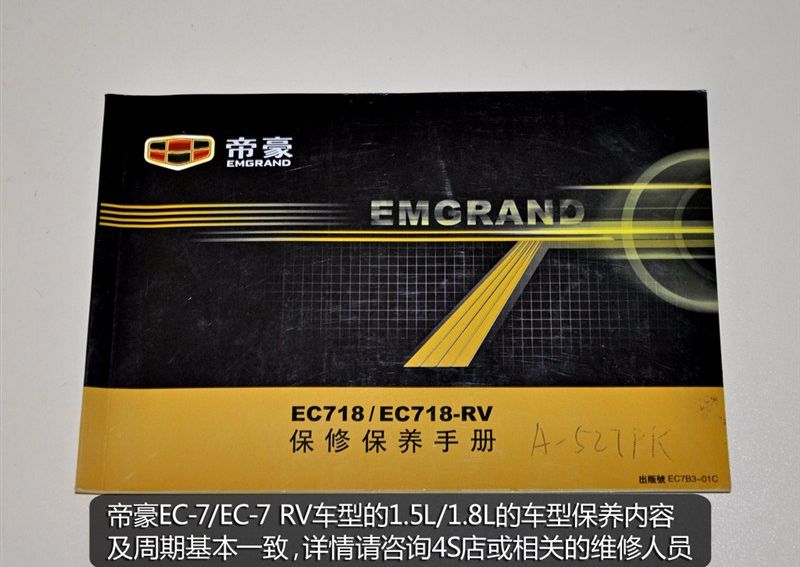 帝豪
EMGRAND
EMGRAND
EC718/EC718-RV
保修保养手册
A-527PK
出版號 EC7B3-01C
帝豪EC-7/EC-7 RV车型的1.5L/1.8L的车型保养内容
及周期基本一致,详情请咨询4S店或相关的维修人员